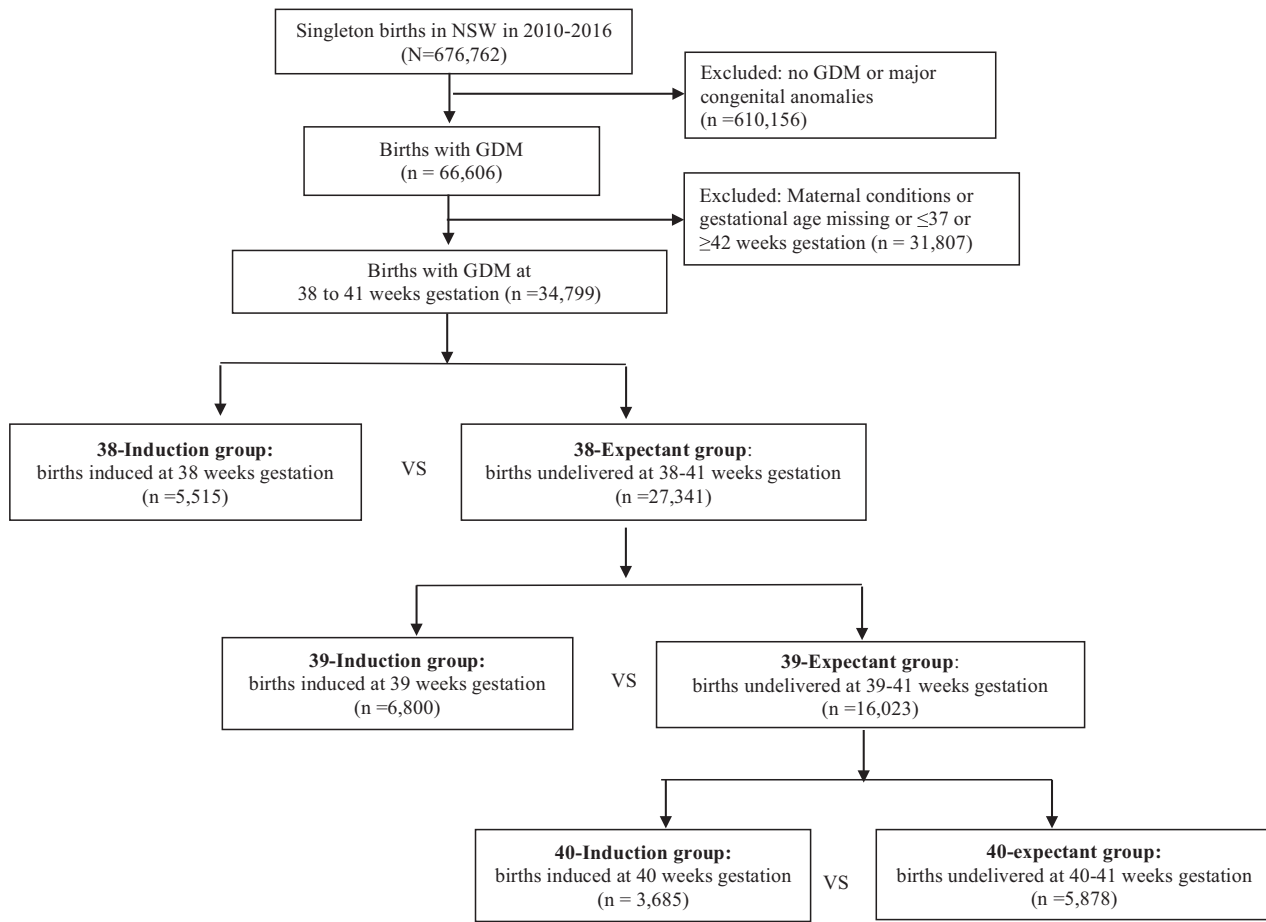 Singleton births in NSW in 2010-2016
(N=676,762)
Excluded: no GDM or major
congenital anomalies
(n =610,156)
Births with GDM
(n = 66,606)
Excluded: Maternal conditions or
gestational age missing or ≤37 or
≥42 weeks gestation (n = 31,807)
Births with GDM at
38 to 41 weeks gestation (n =34,799)
38-Induction group:
births induced at 38 weeks gestation
(n =5,515)
VS
38-Expectant group:
births undelivered at 38-41 weeks gestation
(n =27,341)
39-Induction group:
births induced at 39 weeks gestation
(n =6,800)
VS
39-Expectant group:
births undelivered at 39-41 weeks gestation
(n =16,023)
40-Induction group:
births induced at 40 weeks gestation
(n = 3,685)
VS
40-expectant group:
births undelivered at 40-41 weeks gestation
(n =5,878)